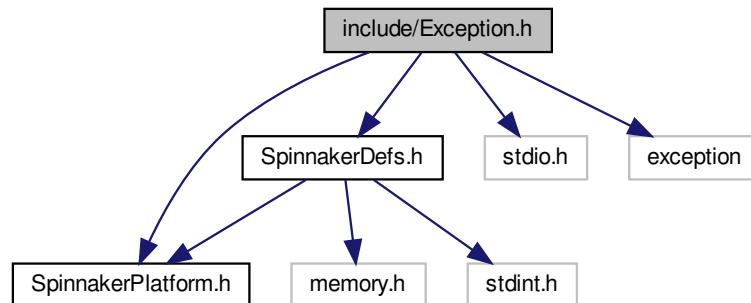 include/Exception.h
SpinnakerDefs.h
stdio.h
exception
SpinnakerPlatform.h
memory.h
stdint.h